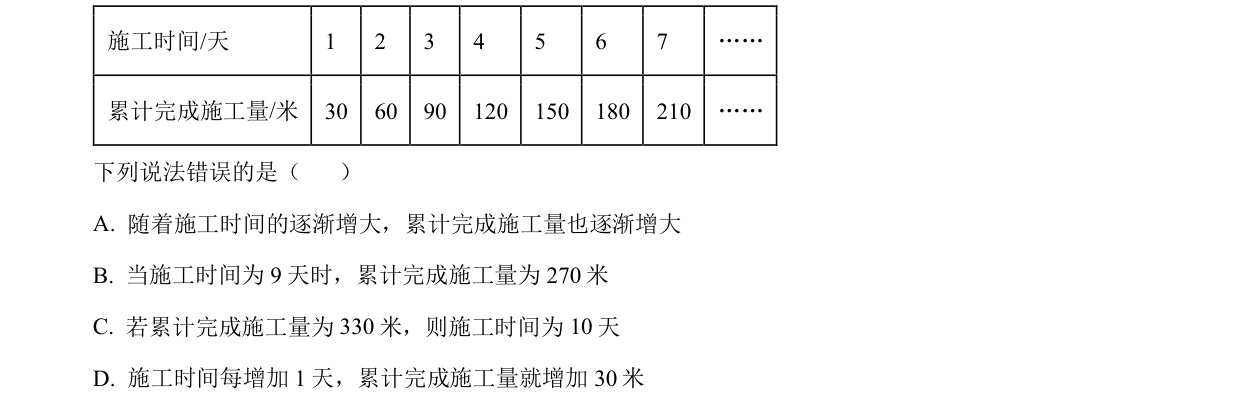 施工时间/天 1 2 3 4 5 6 7 ……
累计完成施工量/米 30 60 90 120 150 180 210 ……
下列说法错误的是（  ）
A. 随着施工时间的逐渐增大，累计完成施工量也逐渐增大
B. 当施工时间为 9 天时，累计完成施工量为 270 米
C. 若累计完成施工量为 330 米，则施工时间为 10 天
D. 施工时间每增加 1 天，累计完成施工量就增加 30 米